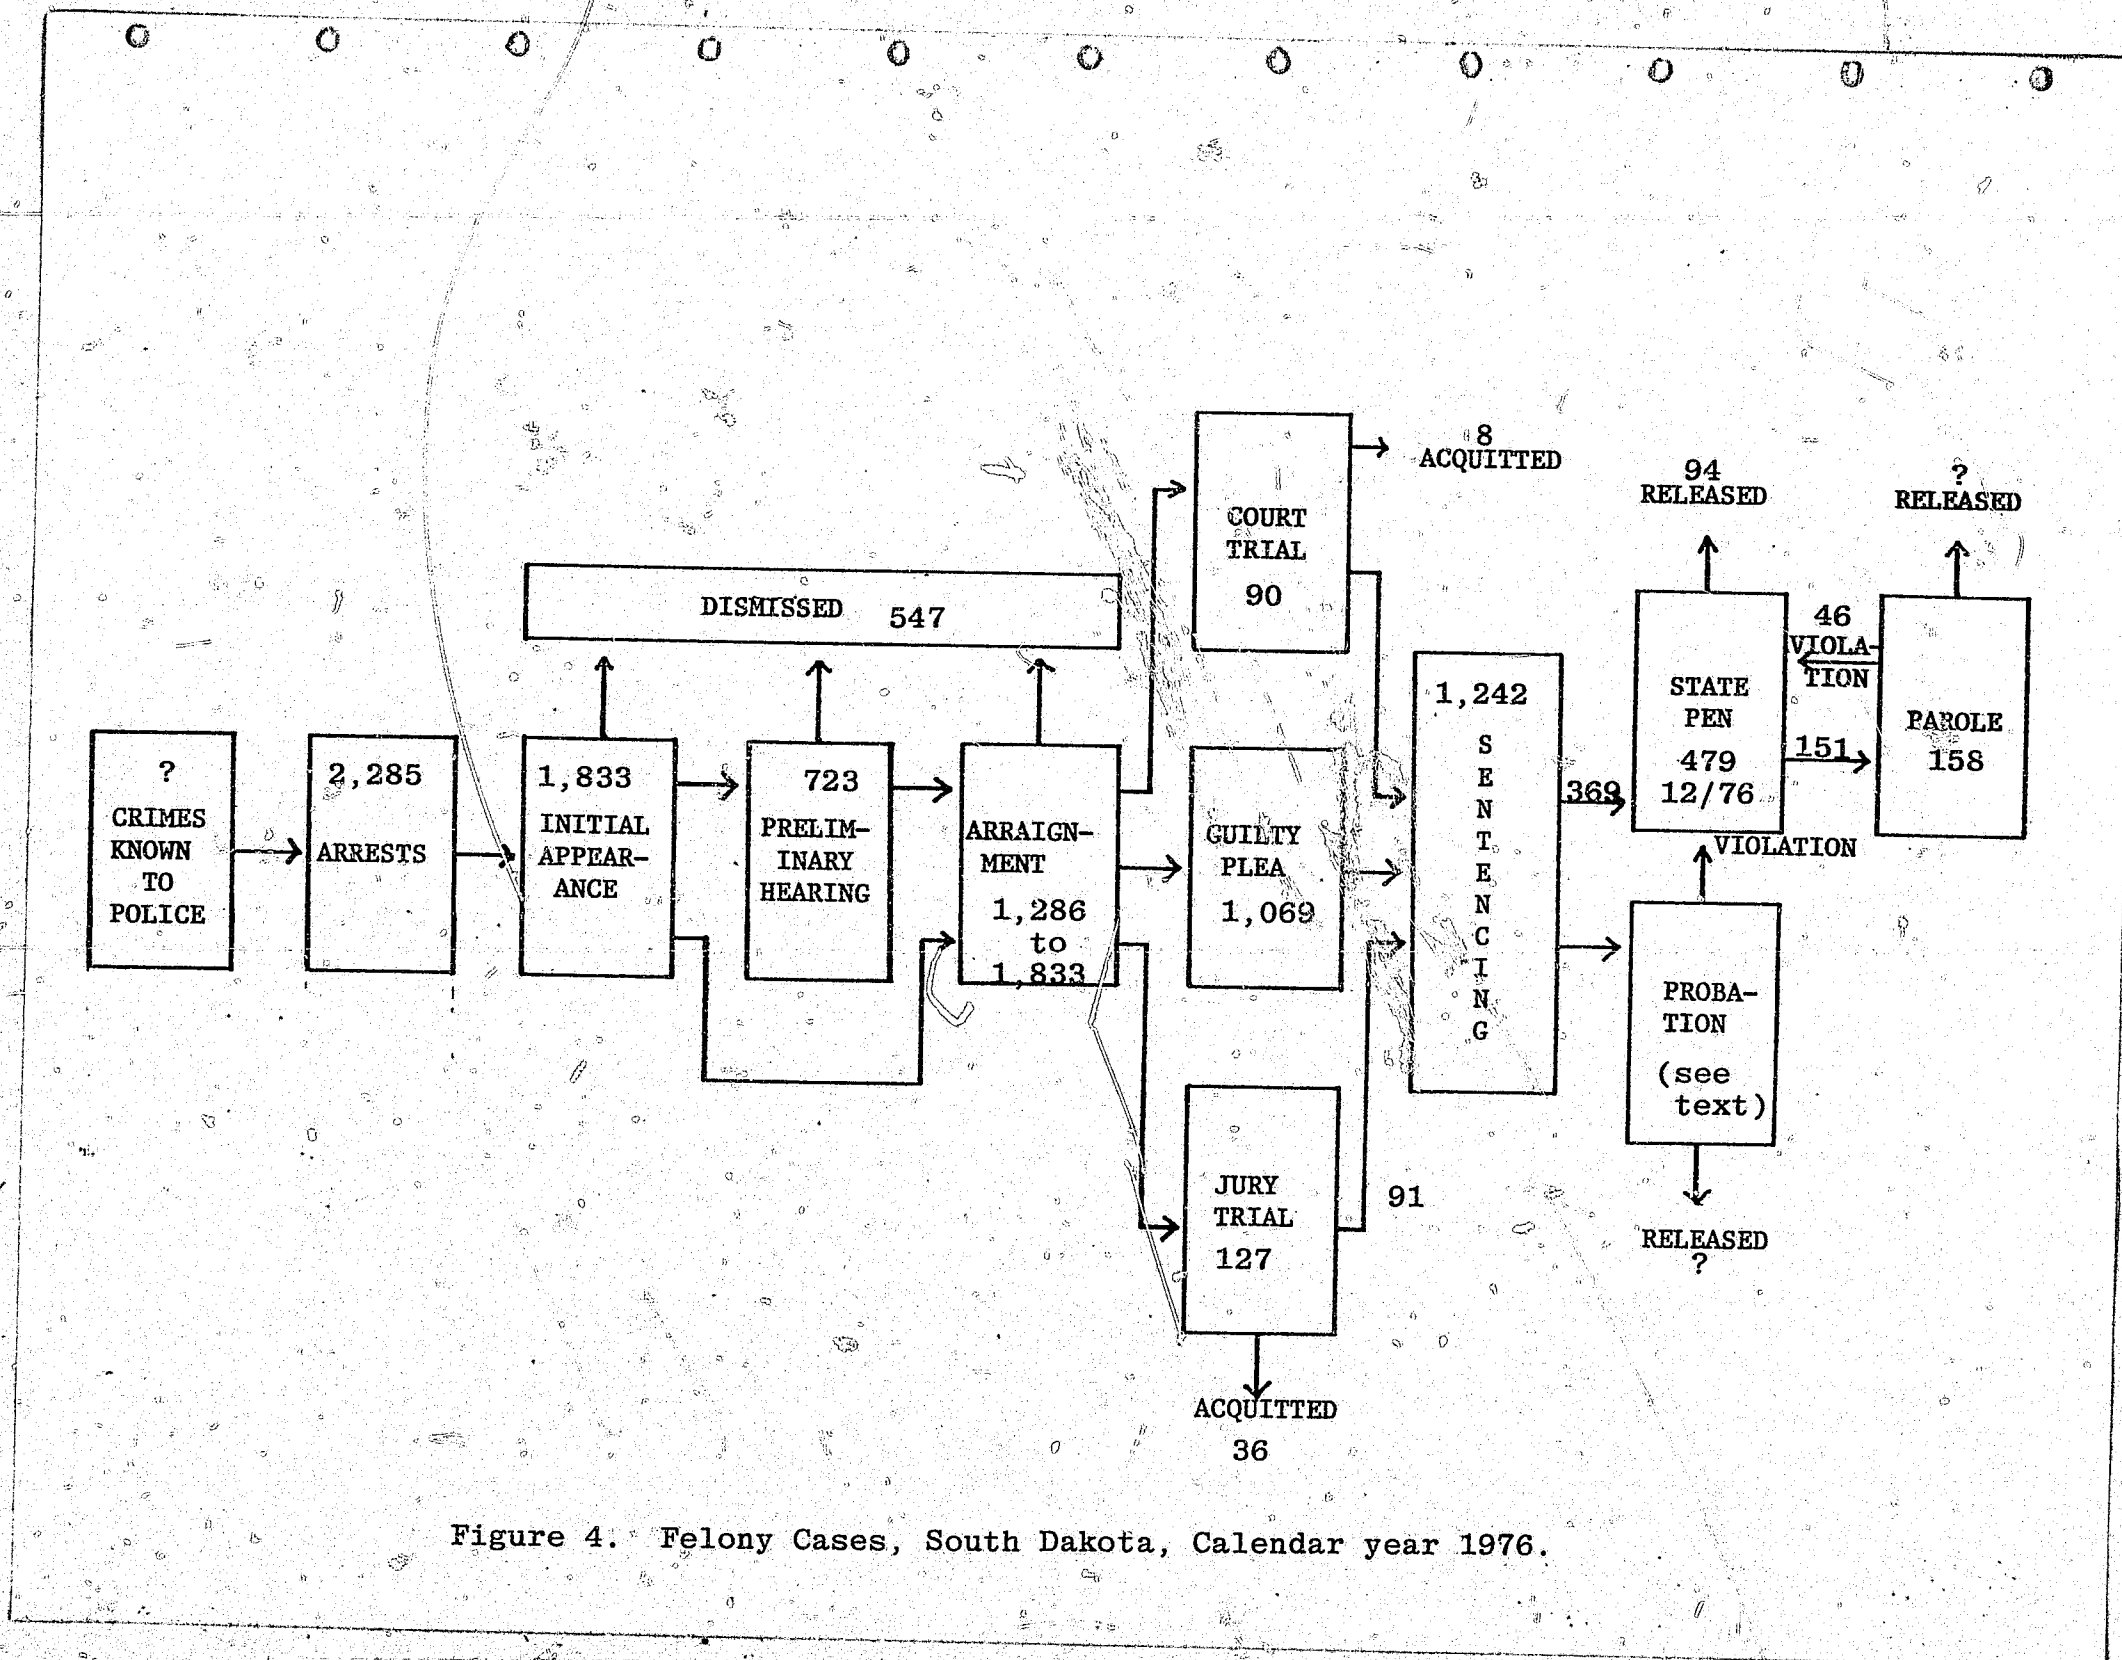 8
ACQUITTED
94
RELEASED
?
RELEASED
COURT
TRIAL
90
DISMISSED 547
46
VIOLA-
TION
STATE
PEN
479
12/76
151
PAROLE
158
1,242
SENTENCING
369
?
CRIMES
KNOWN
TO
POLICE
2,285
ARRESTS
1,833
INITIAL
APPEAR-
ANCE
723
PRELIM-
INARY
HEARING
ARRAIGN-
MENT
1,286
to
1,833
GUILTY
PLEA
1,069
VIOLATION
PROBA-
TION
(see
text)
JURY
TRIAL
127
91
RELEASED
?
ACQUITTED
36
Figure 4. Felony Cases, South Dakota, Calendar year 1976.